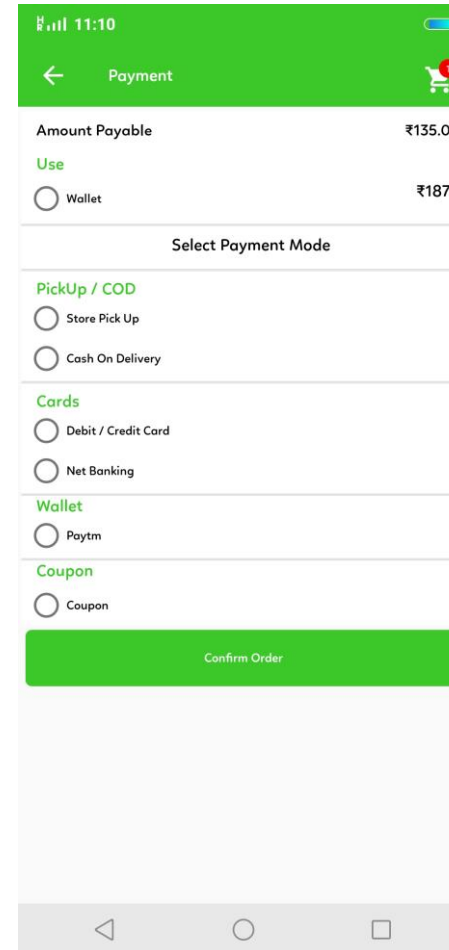 11:10
Payment
Amount Payable ₹135.0
Use
Wallet ₹187
Select Payment Mode
PickUp / COD
Store Pick Up
Cash On Delivery
Cards
Debit / Credit Card
Net Banking
Wallet
Paytm
Coupon
Coupon
Confirm Order